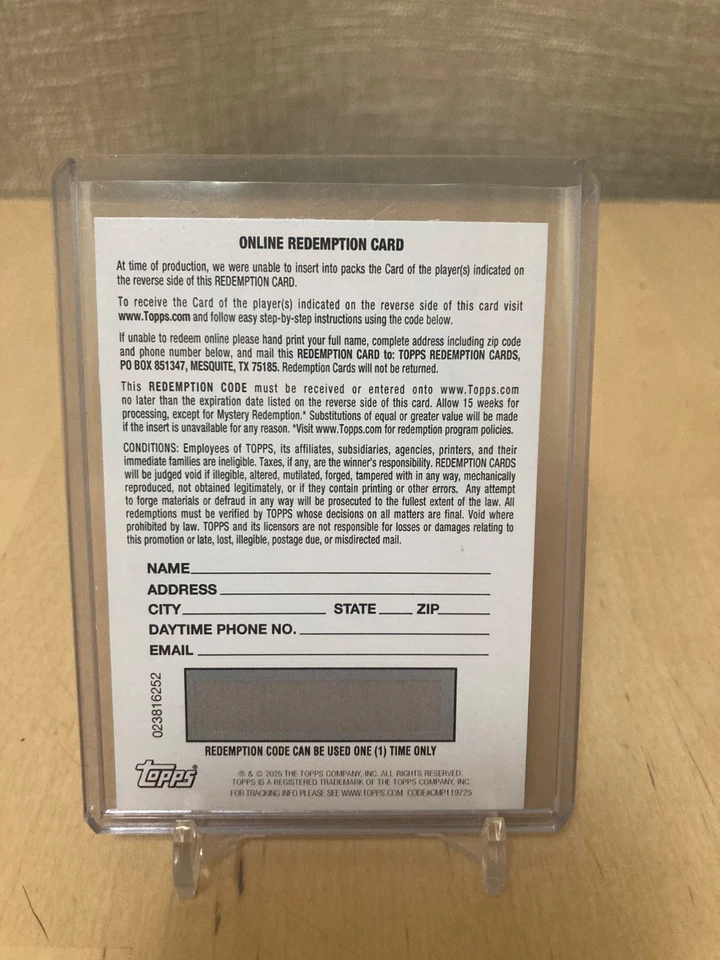 ONLINE REDEMPTION CARD
At time of production, we were unable to insert into packs the Card of the player(s) indicated on
the reverse side of this REDEMPTION CARD.
To receive the Card of the player(s) indicated on the reverse side of this card visit
www.Topps.com and follow easy step-by-step instructions using the code below.
If unable to redeem online please hand print your full name, complete address including zip code
and phone number below, and mail this REDEMPTION CARD to: TOPPS REDEMPTION CARDS,
PO BOX 851347, MESQUITE, TX 75185. Redemption Cards will not be returned.
This REDEMPTION CODE must be received or entered onto www.Topps.com
no later than the expiration date listed on the reverse side of this card. Allow 15 weeks for
processing, except for Mystery Redemption.* Substitutions of equal or greater value will be made
if the insert is unavailable for any reason. *Visit www.Topps.com for redemption program policies.
CONDITIONS: Employees of TOPPS, its affiliates, subsidiaries, agencies, printers, and their
immediate families are ineligible. Taxes, if any, are the winner's responsibility. REDEMPTION CARDS
will be judged void if illegible, altered, mutilated, forged, tampered with in any way, mechanically
reproduced, not obtained legitimately, or if they contain printing or other errors. Any attempt
to forge materials or defraud in any way will be prosecuted to the fullest extent of the law. All
redemptions must be verified by TOPPS whose decisions on all matters are final. Void where
prohibited by law. TOPPS and its licensors are not responsible for losses or damages relating to
this promotion or late, lost, illegible, postage due, or misdirected mail.
NAME
ADDRESS
CITY STATE ZIP
DAYTIME PHONE NO.
EMAIL
023816252
REDEMPTION CODE CAN BE USED ONE (1) TIME ONLY
topps
® & © 2025 THE TOPPS COMPANY, INC. ALL RIGHTS RESERVED.
TOPPS IS A REGISTERED TRADEMARK OF THE TOPPS COMPANY, INC.
FOR TRACKING INFO PLEASE SEE WWW.TOPPS.COM CODE#CMP119725